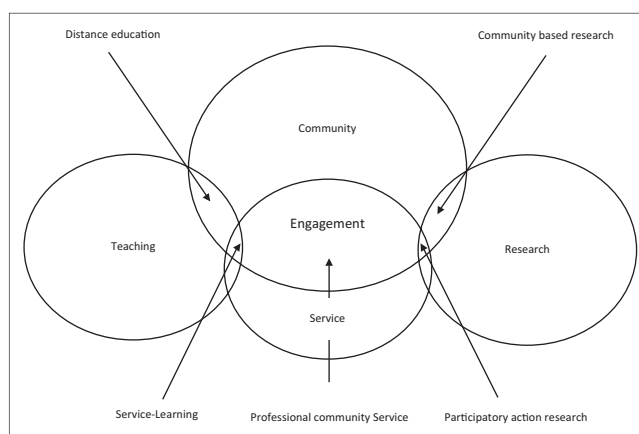 Distance education
Community based research
Community
Engagement
Teaching
Research
Service
Service-Learning
Professional community Service
Participatory action research